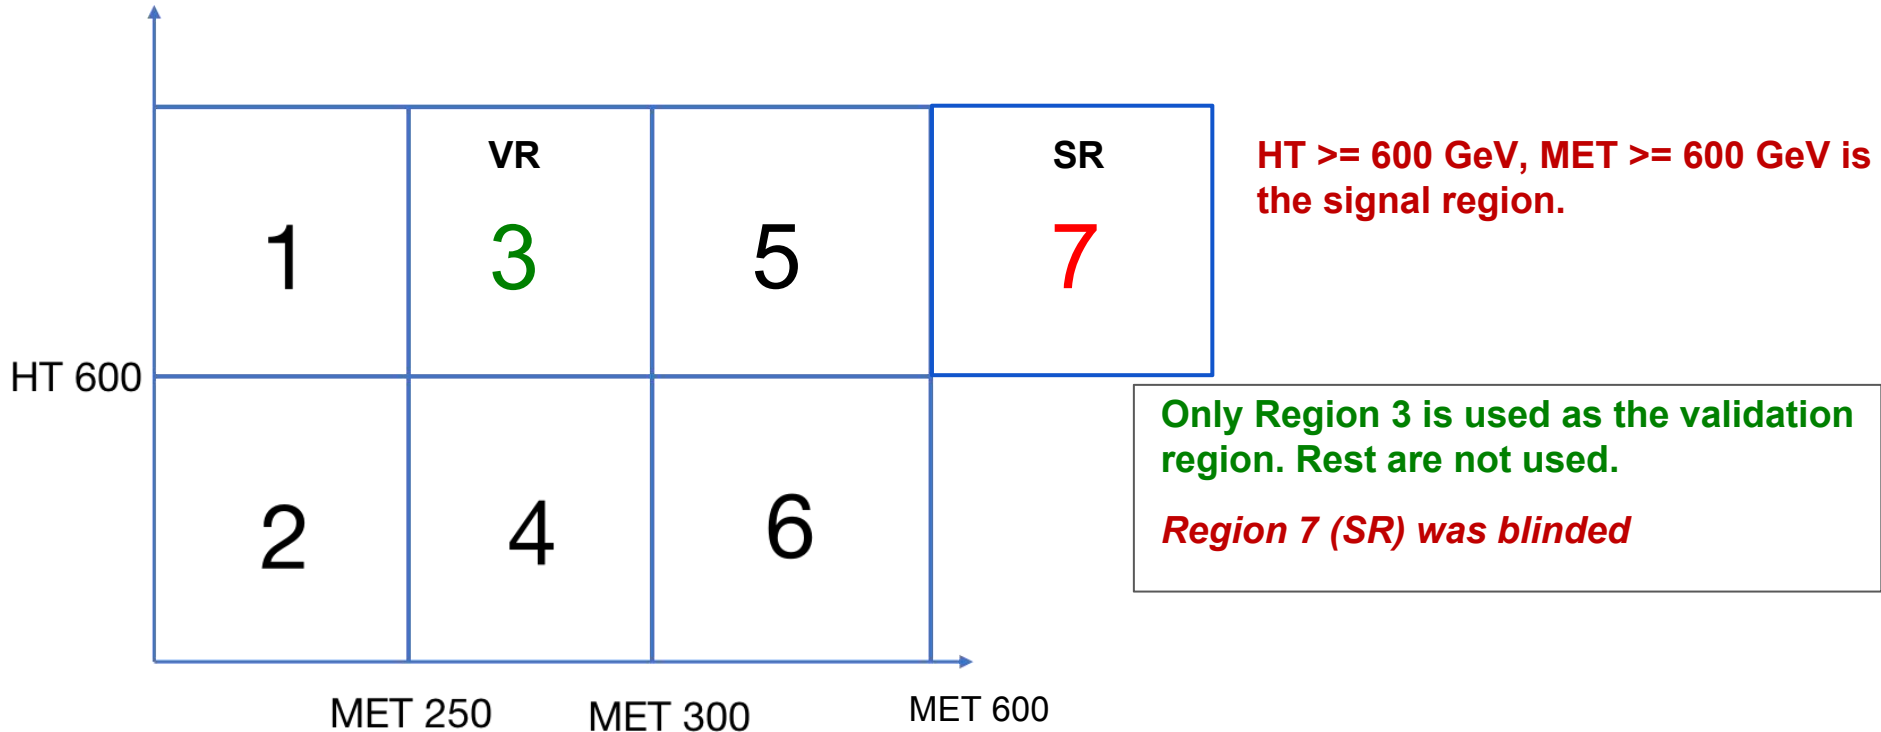 VR
SR
HT >= 600 GeV, MET >= 600 GeV is
the signal region.
1
3
5
7
HT 600
Only Region 3 is used as the validation
region. Rest are not used.
Region 7 (SR) was blinded
2
4
6
MET 250
MET 300
MET 600